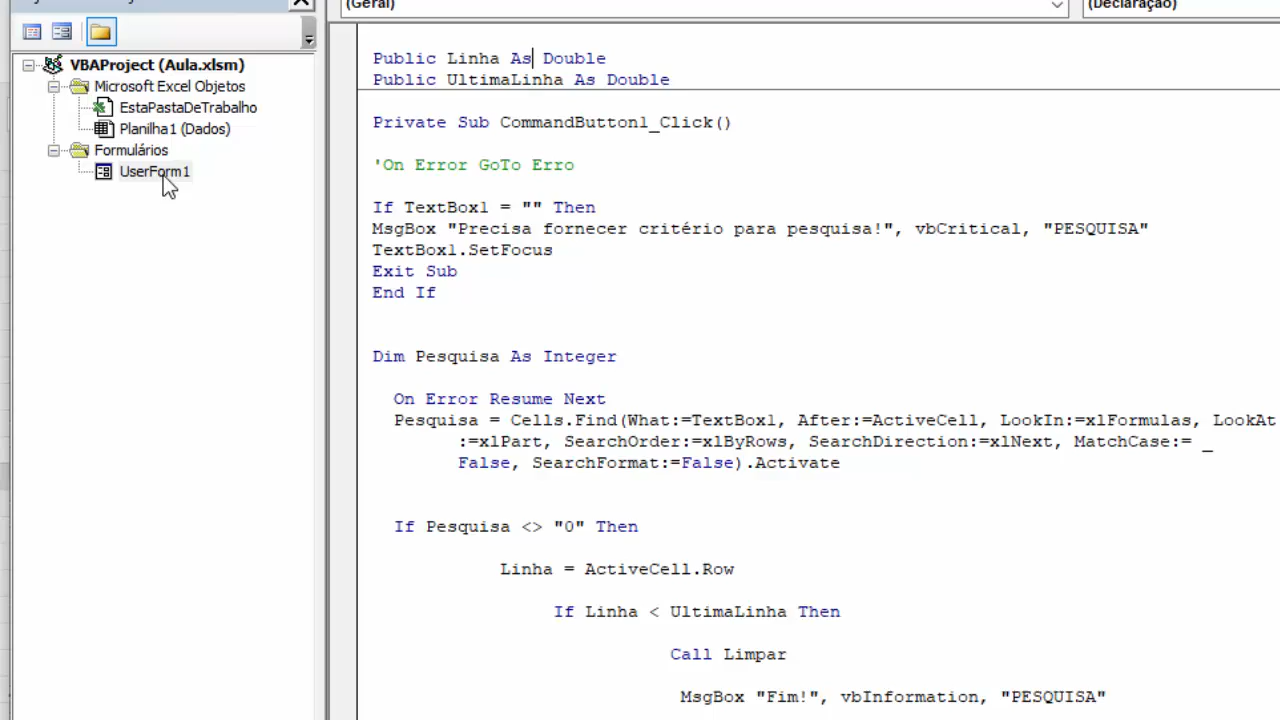 (Geral)
(Declaração)
VBAProject (Aula.xlsm)
Microsoft Excel Objetos
EstaPastaDeTrabalho
Planilha1 (Dados)
Formulários
UserForm1
Public Linha As Double
Public UltimaLinha As Double
Private Sub CommandButton1_Click()
'On Error GoTo Erro
If TextBox1 = "" Then
MsgBox "Precisa fornecer critério para pesquisa!", vbCritical, "PESQUISA"
TextBox1.SetFocus
Exit Sub
End If
Dim Pesquisa As Integer
On Error Resume Next
Pesquisa = Cells.Find(What:=TextBox1, After:=ActiveCell, LookIn:=xlFormulas, LookAt
:=xlPart, SearchOrder:=xlByRows, SearchDirection:=xlNext, MatchCase:= _
False, SearchFormat:=False).Activate
If Pesquisa <> "0" Then
Linha = ActiveCell.Row
If Linha < UltimaLinha Then
Call Limpar
MsgBox "Fim!", vbInformation, "PESQUISA"